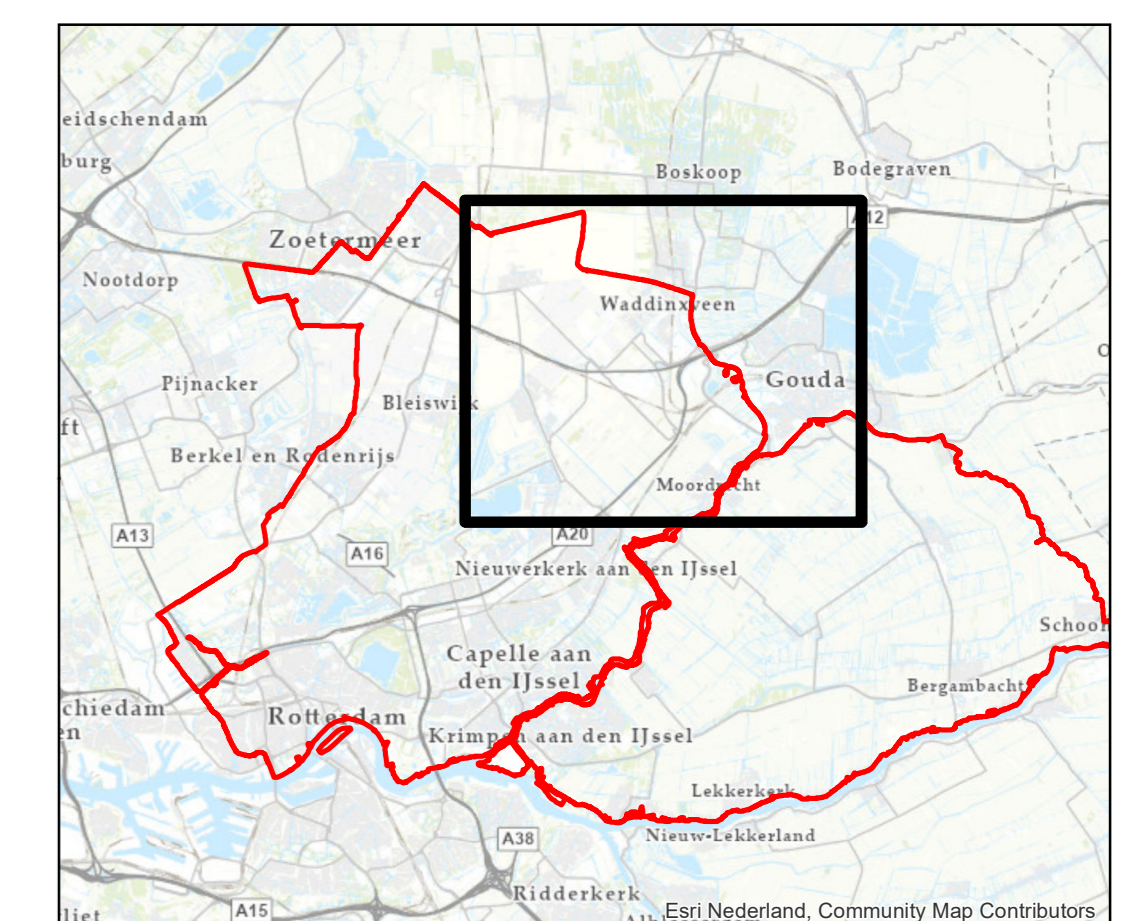 eidschendam
burg
Boskoop
Bodegraven
A12
Zoetermeer
Nootdorp
Waddinxveen
Pijnacker
Gouda
Bleiswijk
ft
Berkel en Rodenrijs
Moordrecht
A13
A20
A16
Nieuwerkerk aan den IJssel
Schoon
Capelle aan
den IJssel
Bergambacht
chiedam
en
Rotterdam
Krimpen aan den IJssel
Lekkerkerk
Nieuw-Lekkerland
A38
Ridderkerk
A15
Esri Nederland, Community Map Contributors